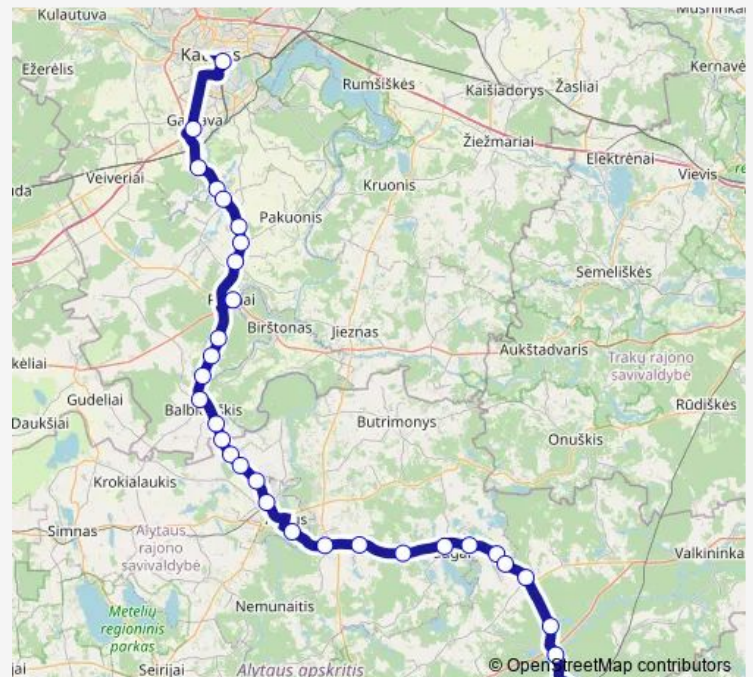 Kulautuva
Ežerėlis
Rumšiškės
Kaišiadorys
Žasliai
Kernavė
Žiežmariai
Elektrėnai
Vievis
Veiveriai
Kruonis
Pakuonis
Semeliškės
Birštonas
Jieznas
Aukštadvaris
Trakų rajono
savivaldybė
Gudeliai
Daukšiai
Butrimonys
Rūdiškės
Onuškis
Krokialaukis
Simnas
Alytaus
rajono
savivaldybė
Valkininka
Metelių
regioninis
parkas
Nemunaitis
Seirijai
Alytaus apskritis
© OpenStreetMap contributors